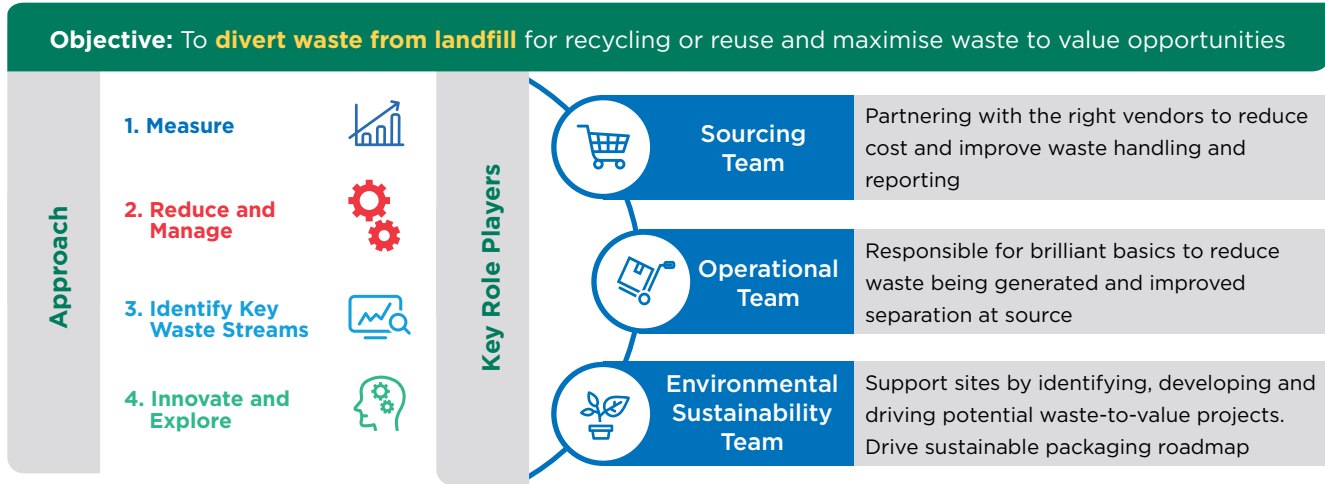 Objective: To divert waste from landfill for recycling or reuse and maximise waste to value opportunities
Approach
1. Measure
2. Reduce and
Manage
3. Identify Key
Waste Streams
4. Innovate and
Explore
Key Role Players
Sourcing
Team
Partnering with the right vendors to reduce
cost and improve waste handling and
reporting
Operational
Team
Responsible for brilliant basics to reduce
waste being generated and improved
separation at source
Environmental
Sustainability
Team
Support sites by identifying, developing and
driving potential waste-to-value projects.
Drive sustainable packaging roadmap